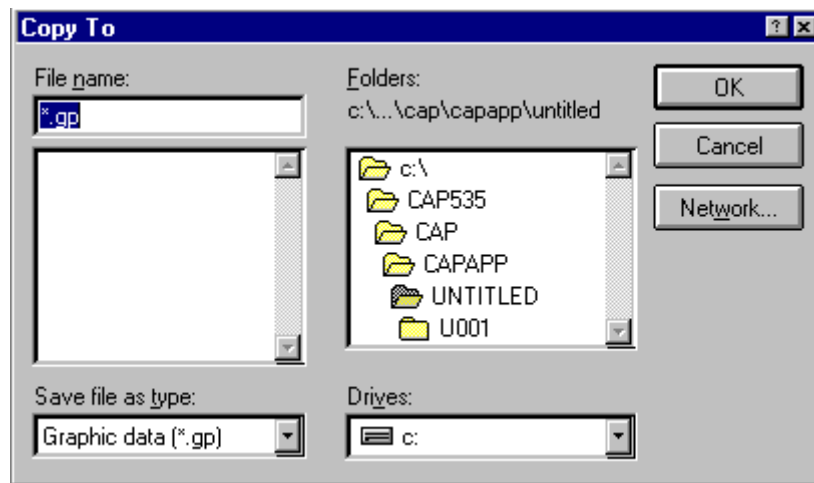 Copy To
File name:
*.gp
Folders:
c:\...\cap\capapp\untitled
c:\
CAP535
CAP
CAPAPP
UNTITLED
U001
OK
Cancel
Network...
Save file as type:
Graphic data (*.gp)
Drives:
c: